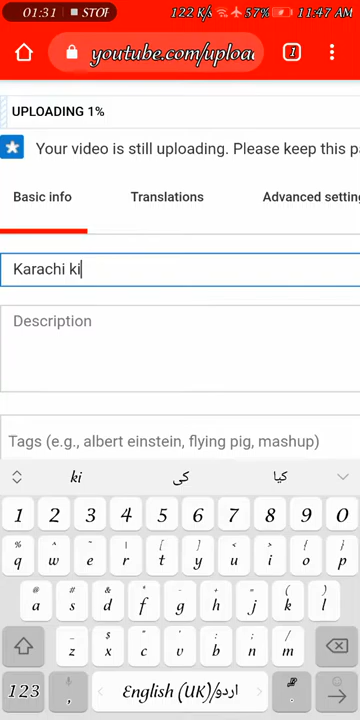 01:31 STOP 122 K/s 57% 11:47 AM
youtube.com/uploa 1
UPLOADING 1%
Your video is still uploading. Please keep this pa
Basic info Translations Advanced settin
Karachi ki
Description
Tags (e.g., albert einstein, flying pig, mashup)
ki کی کیا
1 2 3 4 5 6 7 8 9 0
% ^ ~ | [ ] < > { }
q w e r t y u i o p
@ # & * - + = ( )
a s d f g h j k l
_ $ " ' : ; /
z x c v b n m
123 , English (UK)/اردو .